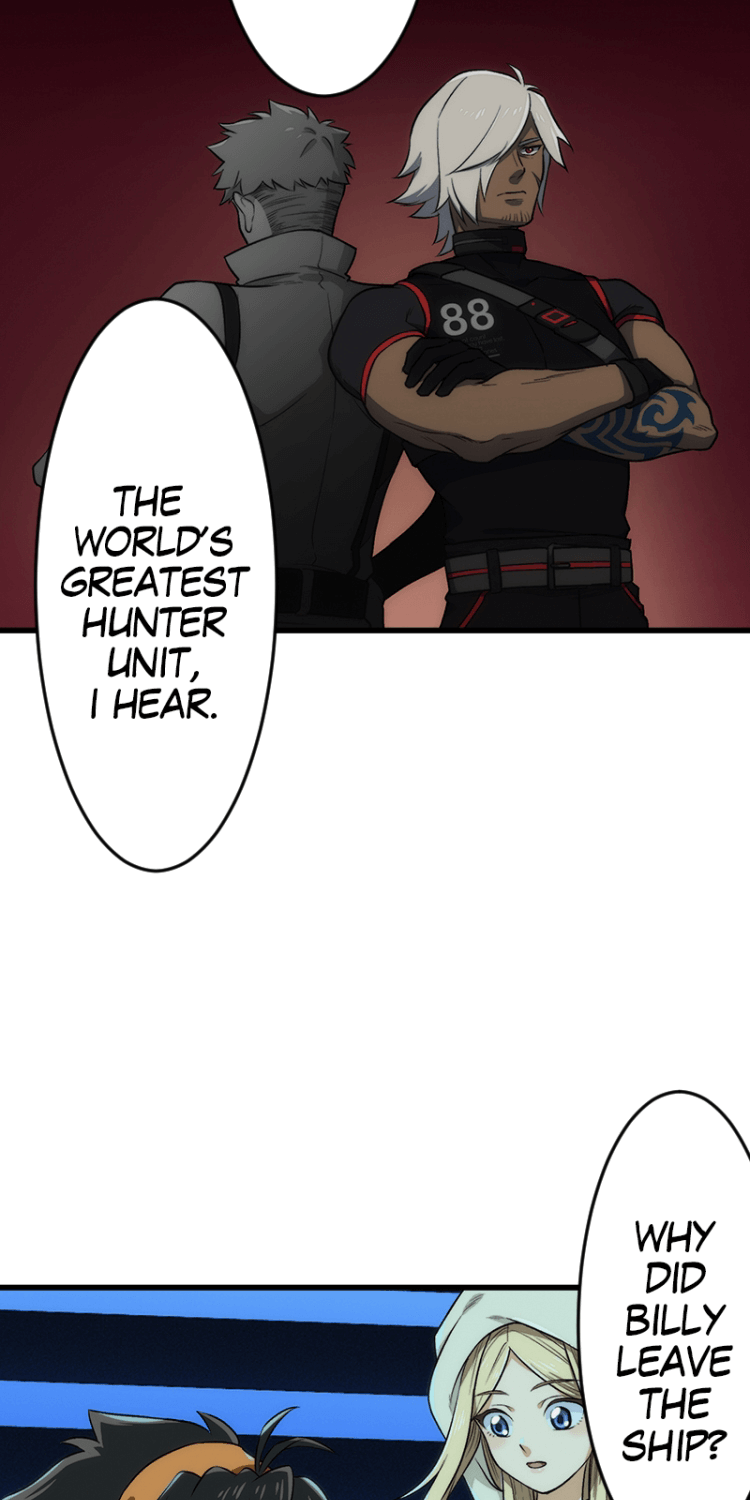 88
THE
WORLD'S
GREATEST
HUNTER
UNIT,
I HEAR.
WHY
DID
BILLY
LEAVE
THE
SHIP?